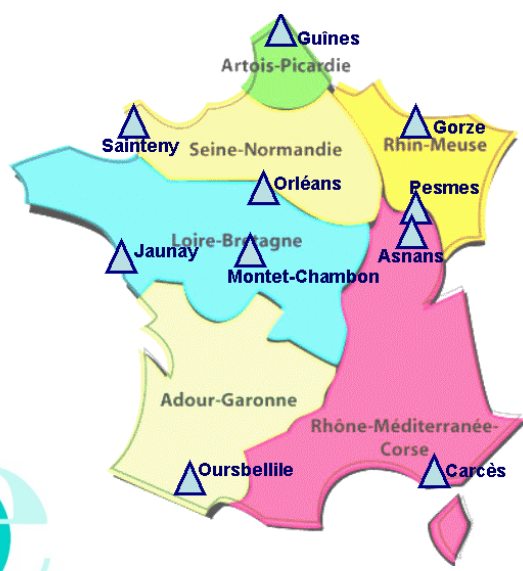 Guînes
Artois-Picardie
Sainteny
Seine-Normandie
Gorze
Rhin-Meuse
Orléans
Pesmes
Jaunay
Loire-Bretagne
Montet-Chambon
Asnans
Adour-Garonne
Rhône-Méditerranée-
Corse
Oursbellile
Carcès